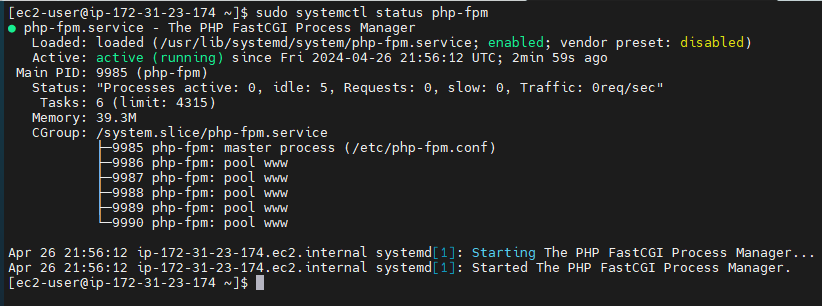 [ec2-user@ip-172-31-23-174 ~]$ sudo systemctl status php-fpm
● php-fpm.service - The PHP FastCGI Process Manager
   Loaded: loaded (/usr/lib/systemd/system/php-fpm.service; enabled; vendor preset: disabled)
   Active: active (running) since Fri 2024-04-26 21:56:12 UTC; 2min 59s ago
 Main PID: 9985 (php-fpm)
   Status: "Processes active: 0, idle: 5, Requests: 0, slow: 0, Traffic: 0req/sec"
    Tasks: 6 (limit: 4315)
   Memory: 39.3M
   CGroup: /system.slice/php-fpm.service
           ├─9985 php-fpm: master process (/etc/php-fpm.conf)
           ├─9986 php-fpm: pool www
           ├─9987 php-fpm: pool www
           ├─9988 php-fpm: pool www
           ├─9989 php-fpm: pool www
           └─9990 php-fpm: pool www

Apr 26 21:56:12 ip-172-31-23-174.ec2.internal systemd[1]: Starting The PHP FastCGI Process Manager...
Apr 26 21:56:12 ip-172-31-23-174.ec2.internal systemd[1]: Started The PHP FastCGI Process Manager.
[ec2-user@ip-172-31-23-174 ~]$